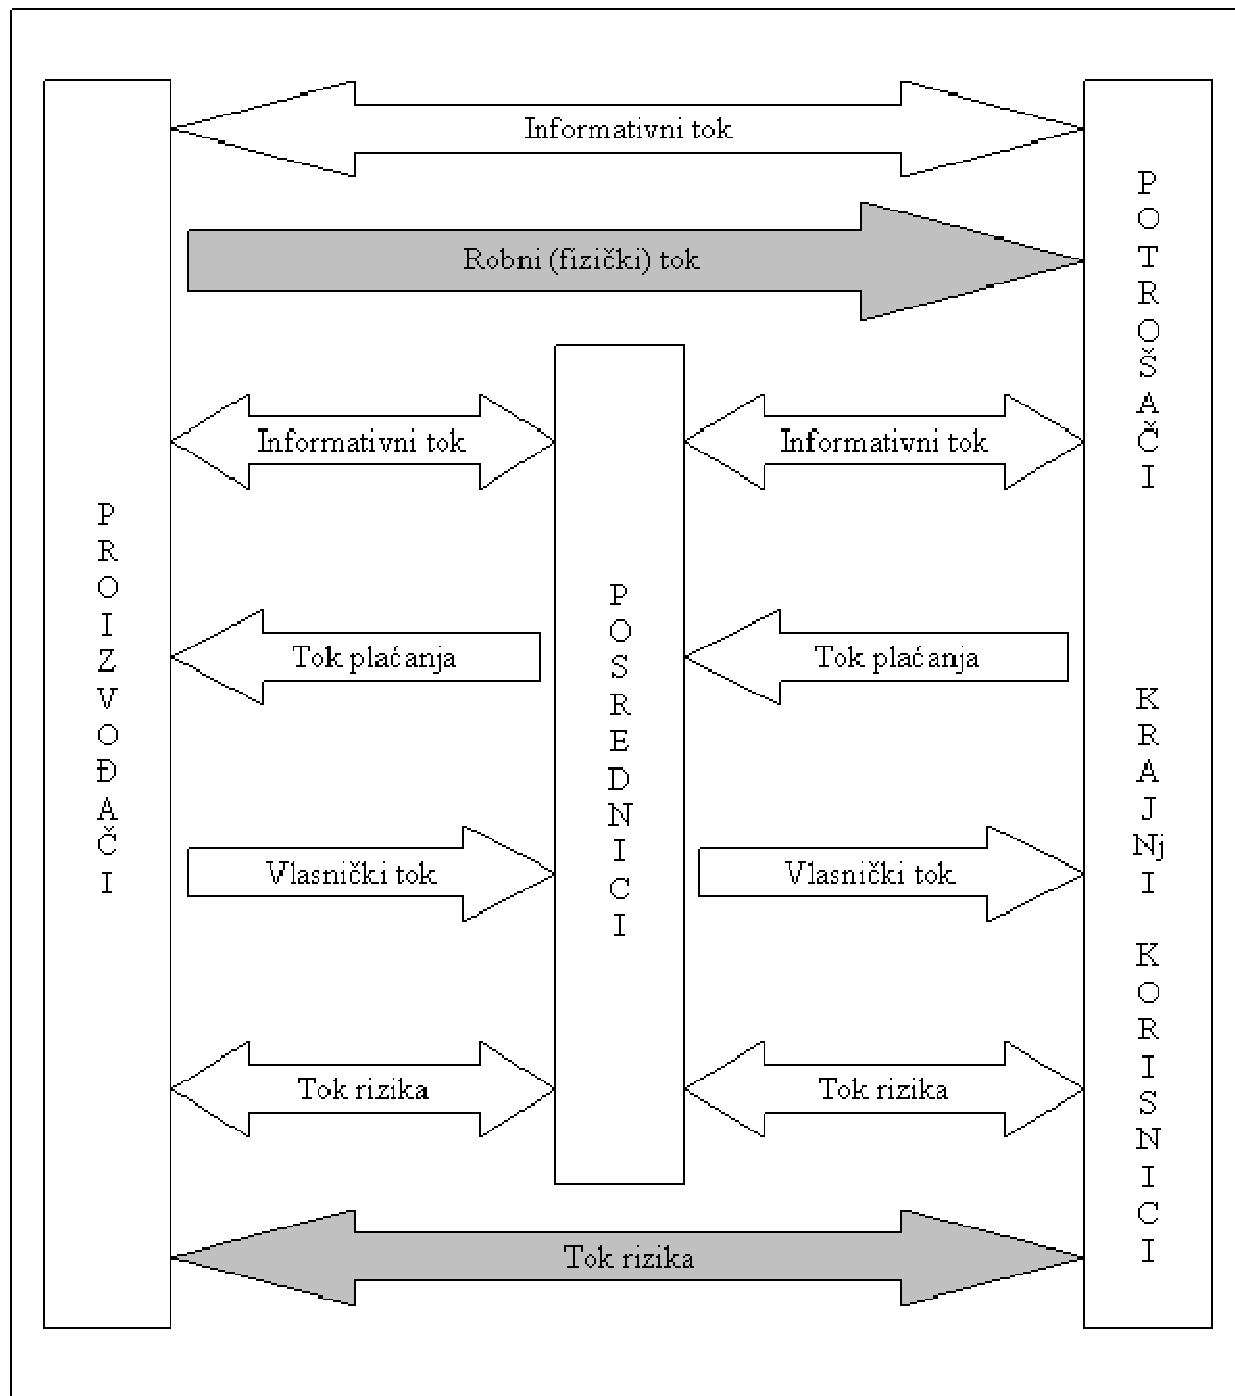 Informativni tok
Robni (fizički) tok
PROIZVOĐAČI
Informativni tok
POSREDNICI
Informativni tok
POTROŠAČI
KRAJNjI KORISNICI
Tok plaćanja
Tok plaćanja
Vlasnički tok
Vlasnički tok
Tok rizika
Tok rizika
Tok rizika